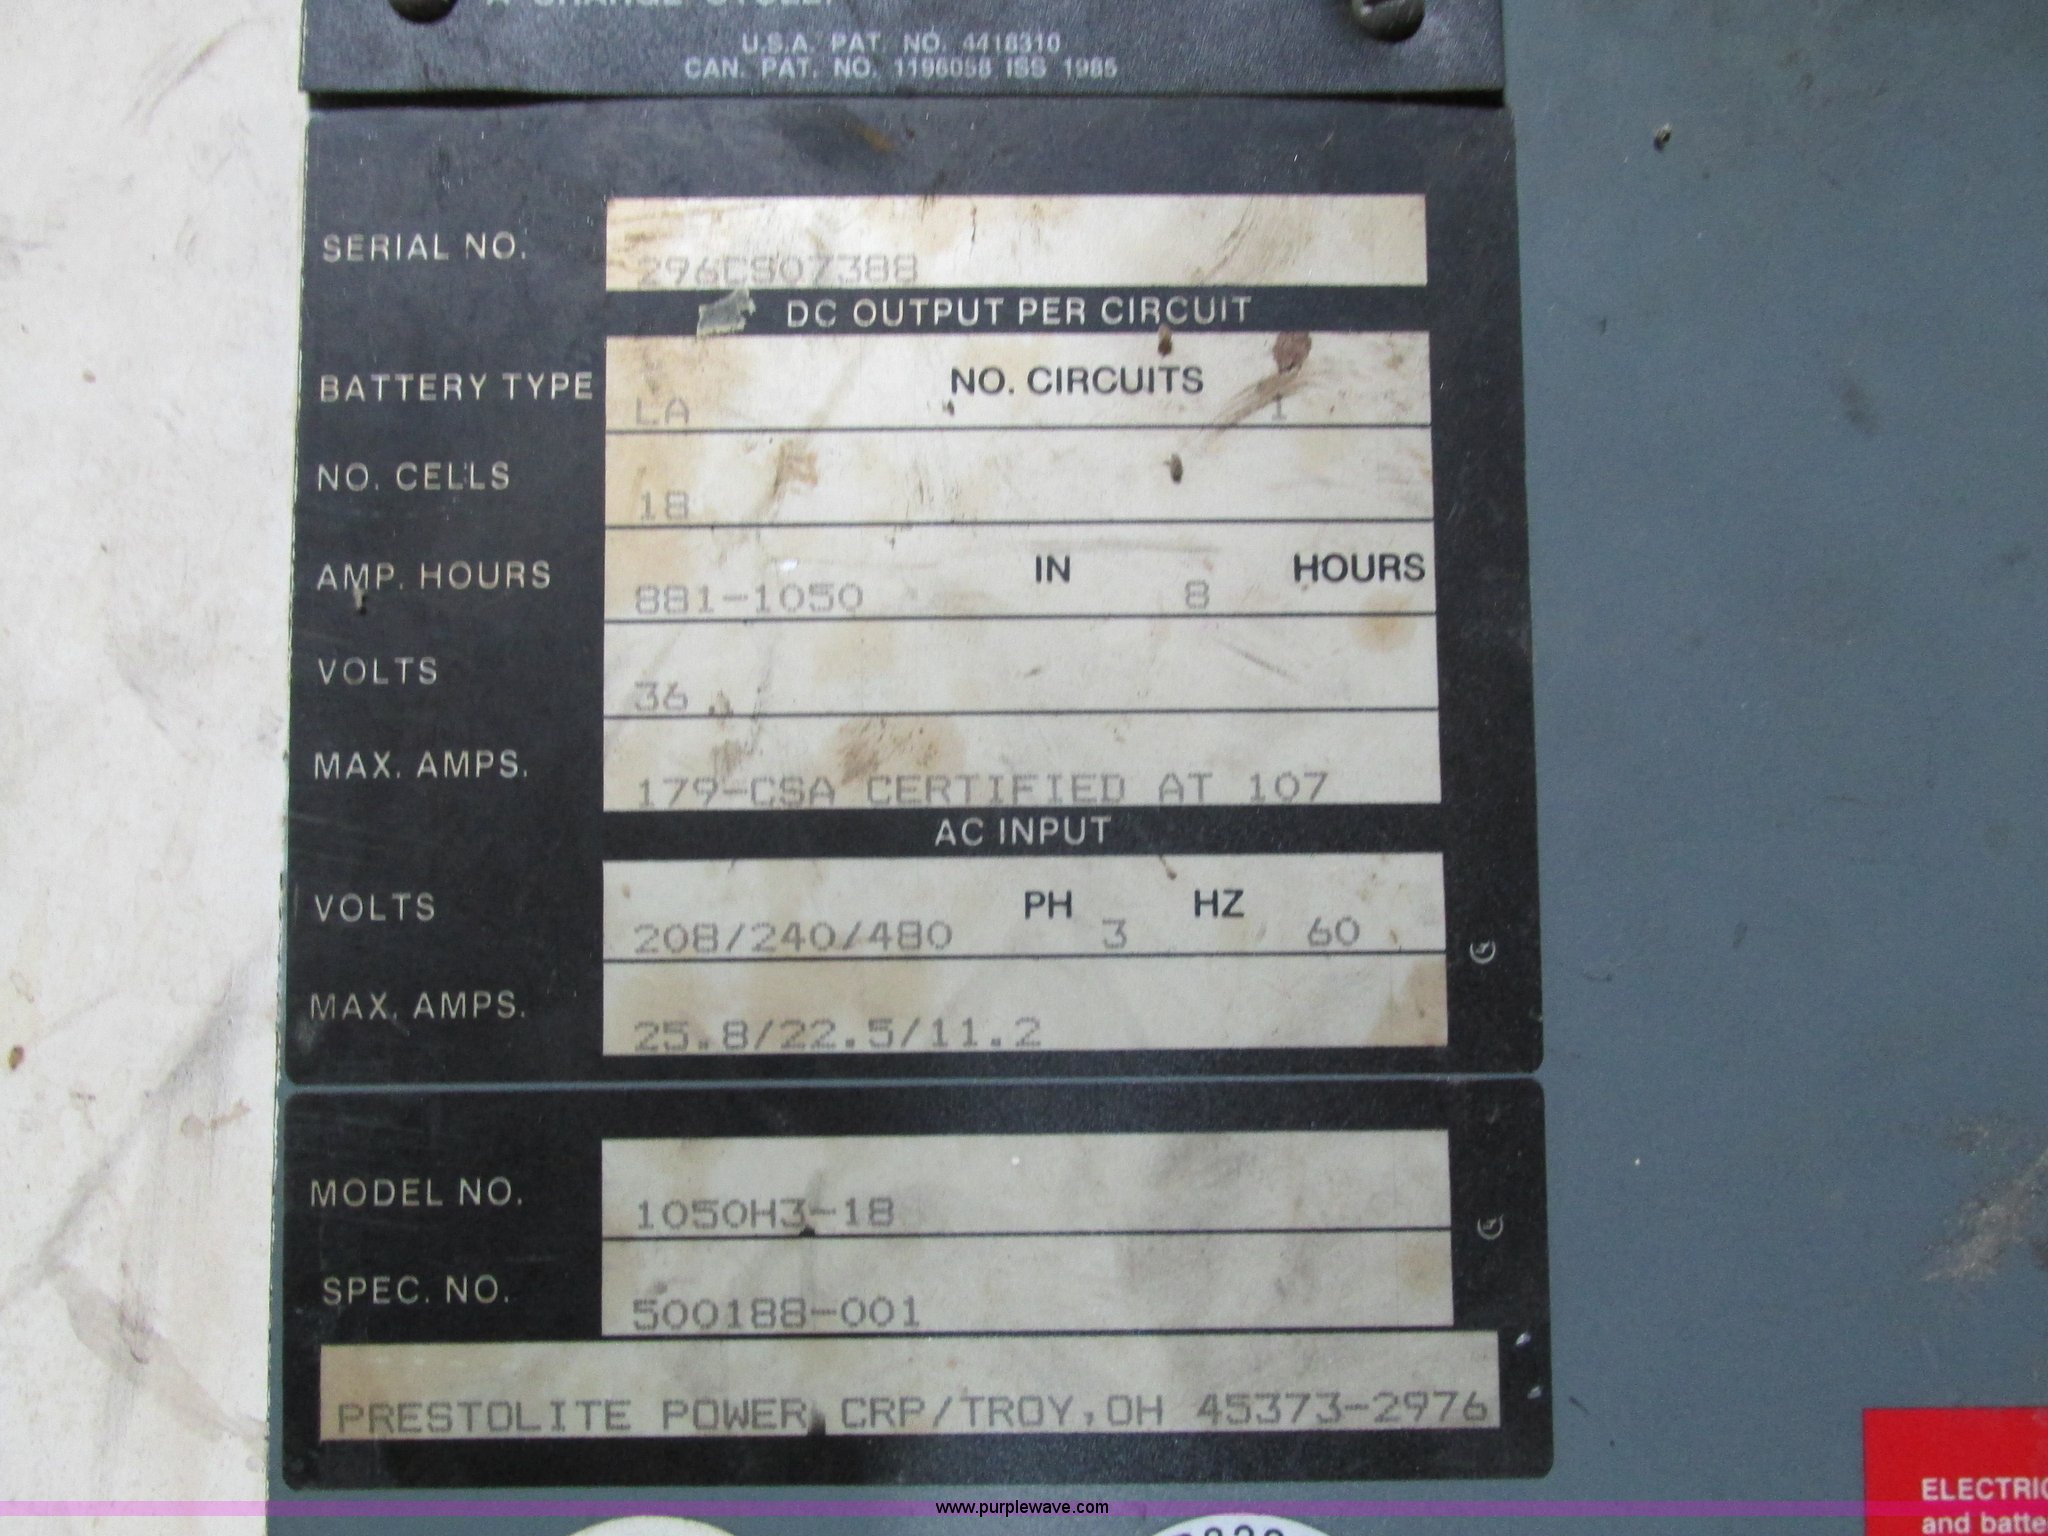 A CHARGE CYCLE.
U.S.A. PAT. NO. 4418310
CAN. PAT. NO. 1196058 ISS 1985
SERIAL NO. 296CS07388
DC OUTPUT PER CIRCUIT
BATTERY TYPE LA NO. CIRCUITS 1
NO. CELLS 18
AMP. HOURS 881-1050 IN 8 HOURS
VOLTS 36
MAX. AMPS. 179-CSA CERTIFIED AT 107
AC INPUT
VOLTS 208/240/480 PH 3 HZ 60
MAX. AMPS. 25.8/22.5/11.2
MODEL NO. 1050H3-18
SPEC. NO. 500188-001
PRESTOLITE POWER CRP/TROY,OH 45373-2976
ELECTRIC
and batte
www.purplewave.com